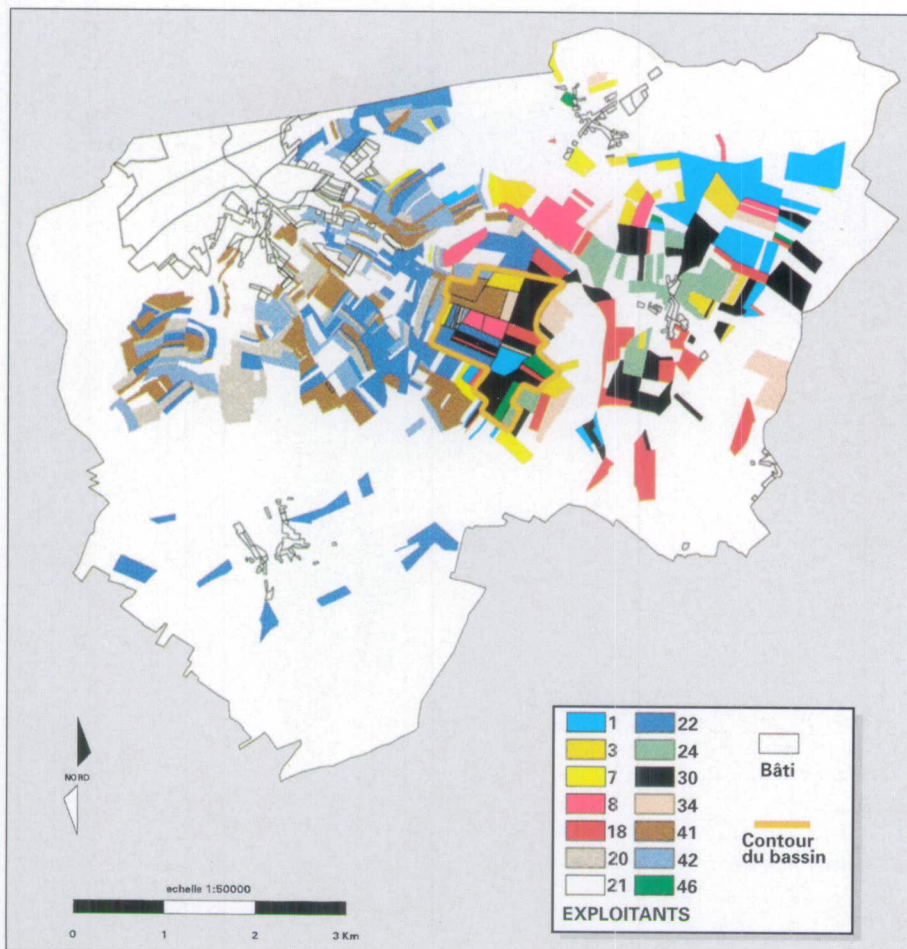 NORD
echelle 1:50000
0 1 2 3 Km
1 22
3 24
7 30
8 34
18 41
20 42
21 46
Bâti
Contour
du bassin
EXPLOITANTS